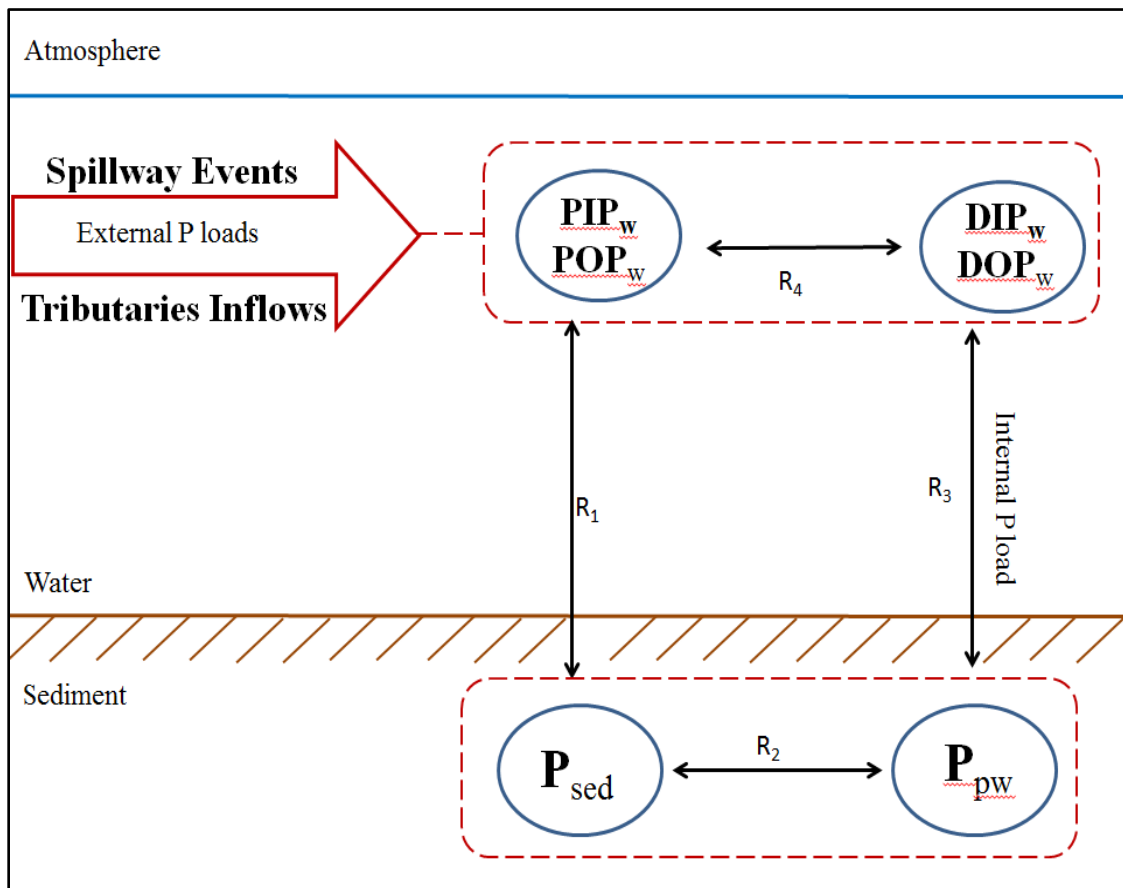 Atmosphere
Spillway Events
External P loads
Tributaries Inflows
PIPw
POPw
R4
DIPw
DOPw
R1
R3
Internal P load
Water
Sediment
Psed
R2
Ppw